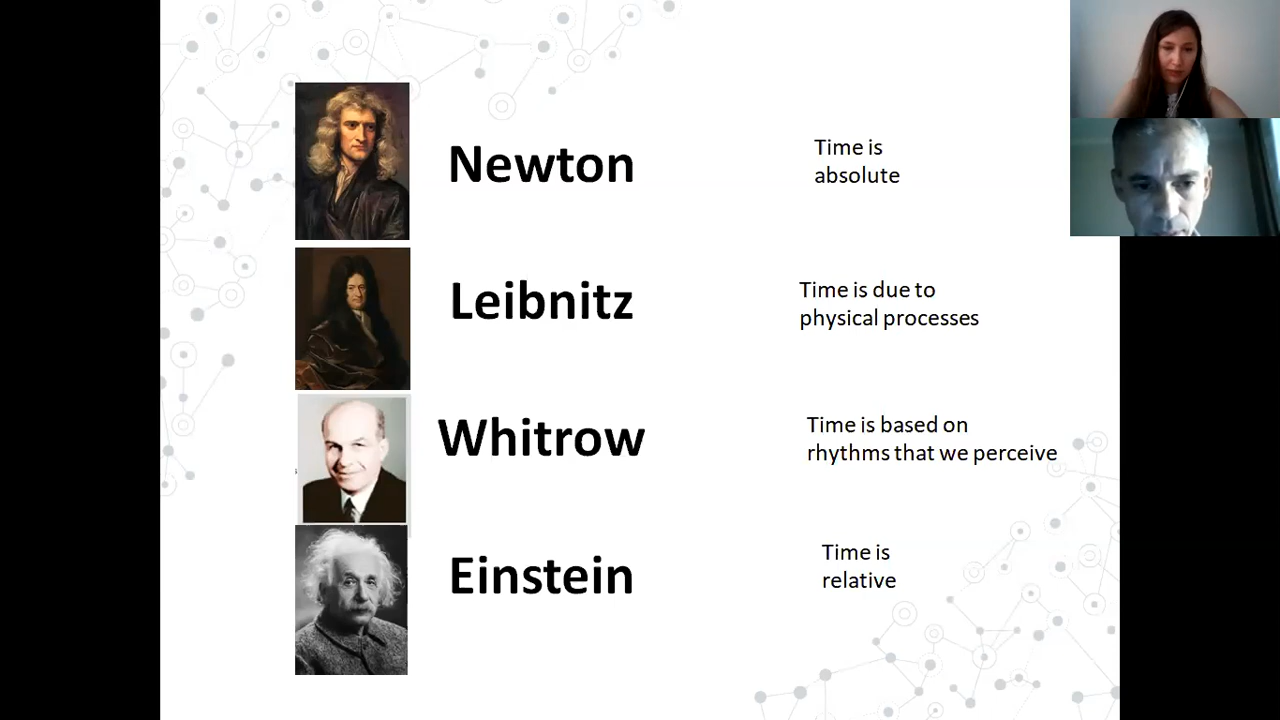 Newton
Time is
absolute
Leibnitz
Time is due to
physical processes
Whitrow
Time is based on
rhythms that we perceive
Einstein
Time is
relative